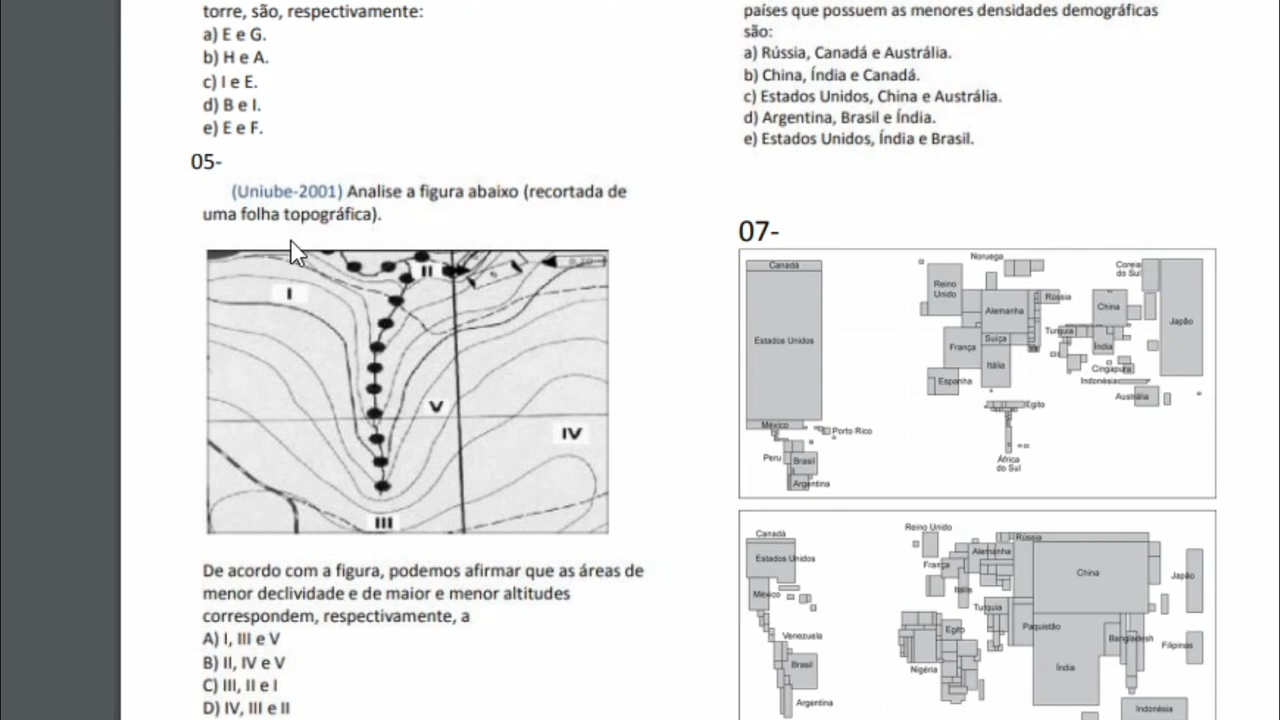 torre, são, respectivamente:
a) E e G.
b) H e A.
c) I e E.
d) B e I.
e) E e F.
05-
(Uniube-2001) Analise a figura abaixo (recortada de
uma folha topográfica).
I
II
V
IV
III
De acordo com a figura, podemos afirmar que as áreas de
menor declividade e de maior e menor altitudes
correspondem, respectivamente, a
A) I, III e V
B) II, IV e V
C) III, II e I
D) IV, III e II
países que possuem as menores densidades demográficas
são:
a) Rússia, Canadá e Austrália.
b) China, Índia e Canadá.
c) Estados Unidos, China e Austrália.
d) Argentina, Brasil e Índia.
e) Estados Unidos, Índia e Brasil.
07-
Canadá
Estados Unidos
México
Porto Rico
Peru
Brasil
Argentina
Noruega
Reino
Unido
Rússia
Alemanha
Suíça
França
Itália
Espanha
Turquia
Egito
África
do Sul
Coreia
do Sul
China
Japão
Índia
Cingapura
Indonésia
Austrália
Canadá
Estados Unidos
México
Venezuela
Brasil
Argentina
Reino Unido
Rússia
Alemanha
França
Itália
Turquia
Egito
Nigéria
China
Japão
Paquistão
Bangladesh
Filipinas
Índia
Indonésia